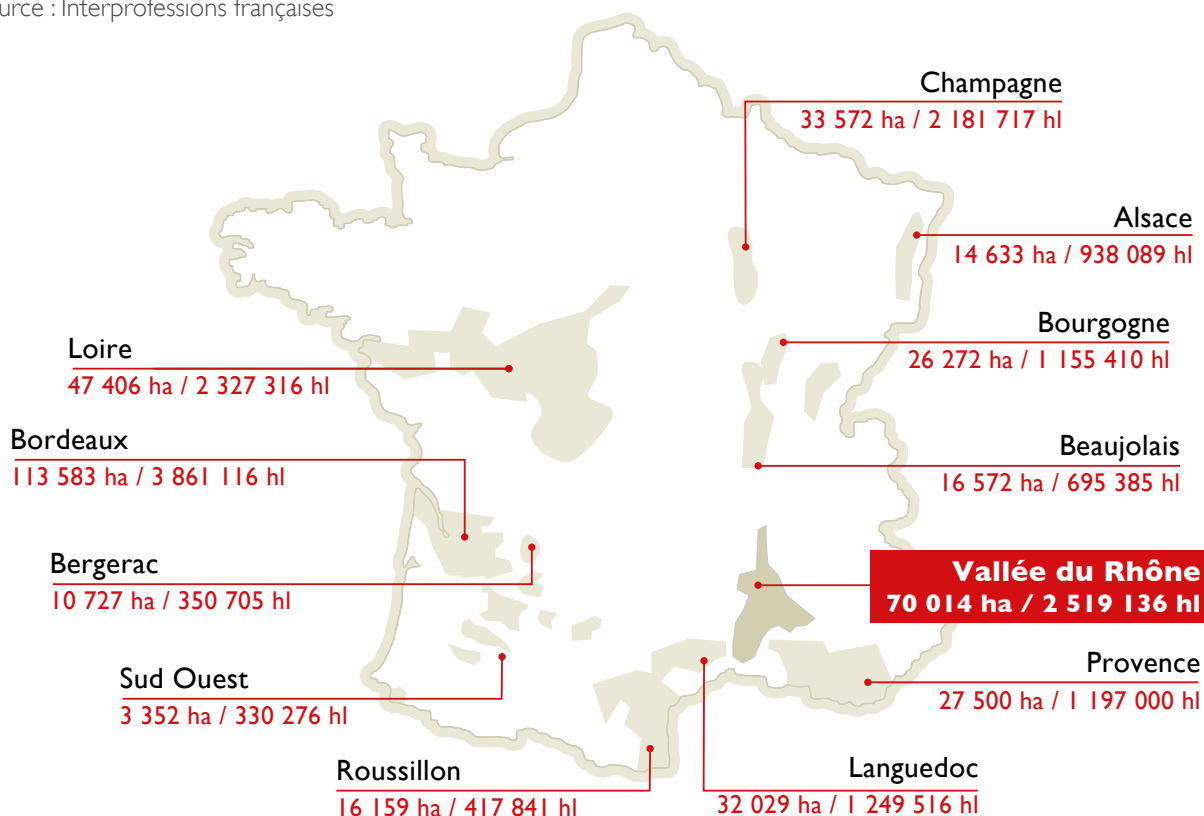 urce : Interprofessions françaises
Champagne
33 572 ha / 2 181 717 hl
Alsace
14 633 ha / 938 089 hl
Bourgogne
26 272 ha / 1 155 410 hl
Loire
47 406 ha / 2 327 316 hl
Bordeaux
113 583 ha / 3 861 116 hl
Beaujolais
16 572 ha / 695 385 hl
Bergerac
10 727 ha / 350 705 hl
Vallée du Rhône
70 014 ha / 2 519 136 hl
Sud Ouest
3 352 ha / 330 276 hl
Provence
27 500 ha / 1 197 000 hl
Roussillon
16 159 ha / 417 841 hl
Languedoc
32 029 ha / 1 249 516 hl